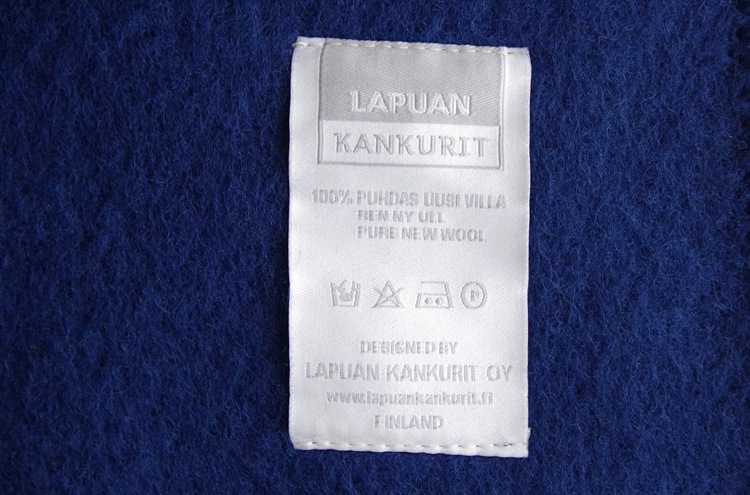 LAPUAN
KANKURIT
100% PUHDAS UUSI VILLA
REN NY ULL
PURE NEW WOOL
P
DESIGNED BY
LAPUAN KANKURIT OY
www.lapuankankurit.fi
FINLAND